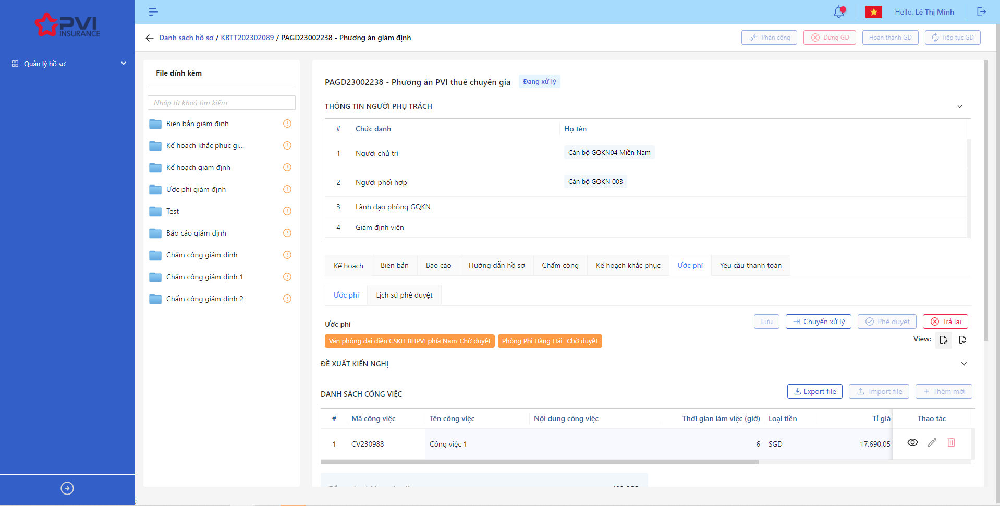 PVI
INSURANCE
Quản lý hồ sơ
Hello, Lê Thị Minh
Danh sách hồ sơ / KBTT202302089 / PAGD23002238 - Phương án giám định
Phân công
Dừng GD
Hoàn thành GD
Tiếp tục GD
File đính kèm
Nhập từ khoá tìm kiếm
Biên bản giám định
Kế hoạch khắc phục gi...
Kế hoạch giám định
Ước phí giám định
Test
Báo cáo giám định
Chấm công giám định
Chấm công giám định 1
Chấm công giám định 2
PAGD23002238 - Phương án PVI thuê chuyên gia Đang xử lý
THÔNG TIN NGƯỜI PHỤ TRÁCH
# Chức danh Họ tên
1 Người chủ trì Cán bộ GQKN04 Miền Nam
2 Người phối hợp Cán bộ GQKN 003
3 Lãnh đạo phòng GQKN
4 Giám định viên
Kế hoạch Biên bản Báo cáo Hướng dẫn hồ sơ Chấm công Kế hoạch khắc phục Ước phí Yêu cầu thanh toán
Ước phí Lịch sử phê duyệt
Ước phí
Lưu Chuyển xử lý Phê duyệt Trả lại
Văn phòng đại diện CSKH BHPVI phía Nam-Chờ duyệt Phòng Phi Hàng Hải -Chờ duyệt
View:
ĐỀ XUẤT KIẾN NGHỊ
DANH SÁCH CÔNG VIỆC
Export file Import file + Thêm mới
# Mã công việc Tên công việc Nội dung công việc Thời gian làm việc (giờ) Loại tiền Tỉ giá Thao tác
1 CV230988 Công việc 1 6 SGD 17,690.05